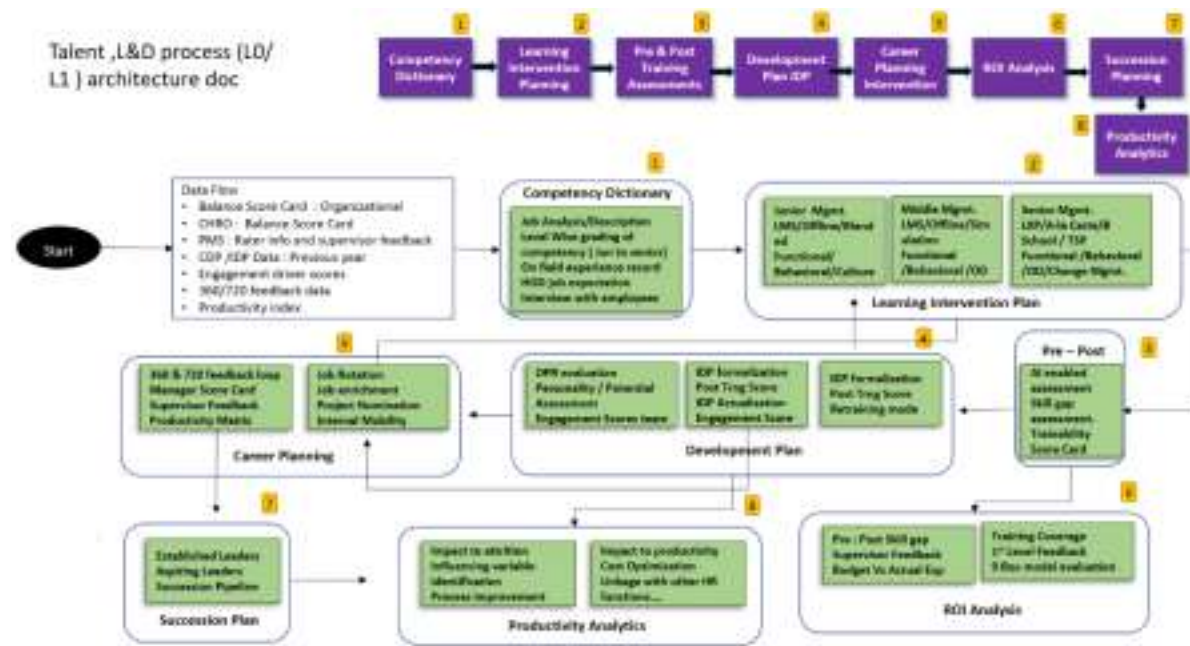 Talent ,L&D process (L0/
L1 ) architecture doc
1
2
3
4
5
6
7
Competency
Dictionary
Learning
Intervention
Planning
Pre & Post
Training
Assessments
Development
Plan IDP
Career
Planning
Intervention
ROI Analysis
Succession
Planning
8
Productivity
Analytics
Start
Data Flow
• Balance Score Card : Organizational
• CHRO : Balance Score Card
• PMS : Rater info and supervisor feedback
• CDP /IDP Data : Previous year
• Engagement driver scores
• 360/720 feedback data
• Productivity index
1
Competency Dictionary
Job Analysis/Description
Level Wise grading of
competency ( Jun to senior)
On field experience record
HOD job expectation
Interview with employees
2
Senior Mgmt.
LMS/Offline/Blend
ed
Functional/
Behavioral/Culture
Middle Mgmt.
LMS/Offline/Sim
ulation
Functional
/Behavioral /OD
Senior Mgmt.
/A-la Carte/B
School / TSP
Functional /Behavioral
/OD/Change Mgmt.
Learning Intervention Plan
360 & 720 feedback loop
Manager Score Card
Supervisor Feedback
Productivity Matrix
Job Rotation
Job enrichment
Project Nomination
Internal Mobility
Career Planning
4
evaluation
Personality / Potential
Assessment
Engagement Scores team
IDP formalization
Post Trng Score
IDP Actualization
Engagement Score
IDP Formalization
Post Trng Score
Retraining mode
Development Plan
3
Pre – Post
AI enabled
assessment
Skill gap
assessment.
Trainability
Score Card
7
Established Leaders
Aspiring Leaders
Succession Pipeline
Succession Plan
8
Impact to attrition
Influencing variable
identification
Process improvement
Impact to productivity
Optimization
Linkage with other HR
functions....
Productivity Analytics
6
Pre : Post Skill gap
Supervisor Feedback
Budget Vs Actual Exp
Training Coverage
1st Level Feedback
9 Box model evaluation
ROI Analysis